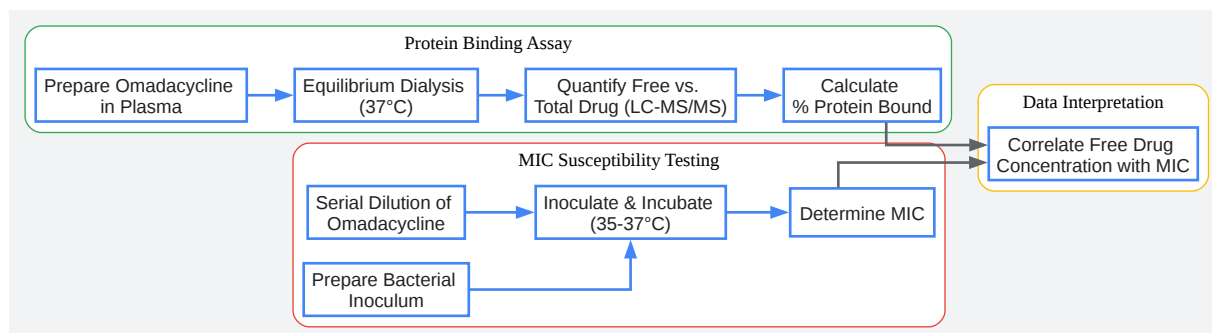 Protein Binding Assay
Prepare Omadacycline
in Plasma
Equilibrium Dialysis
(37°C)
Quantify Free vs.
Total Drug (LC-MS/MS)
Calculate
% Protein Bound
Data Interpretation
Correlate Free Drug
Concentration with MIC
MIC Susceptibility Testing
Serial Dilution of
Omadacycline
Inoculate & Incubate
(35-37°C)
Determine MIC
Prepare Bacterial
Inoculum